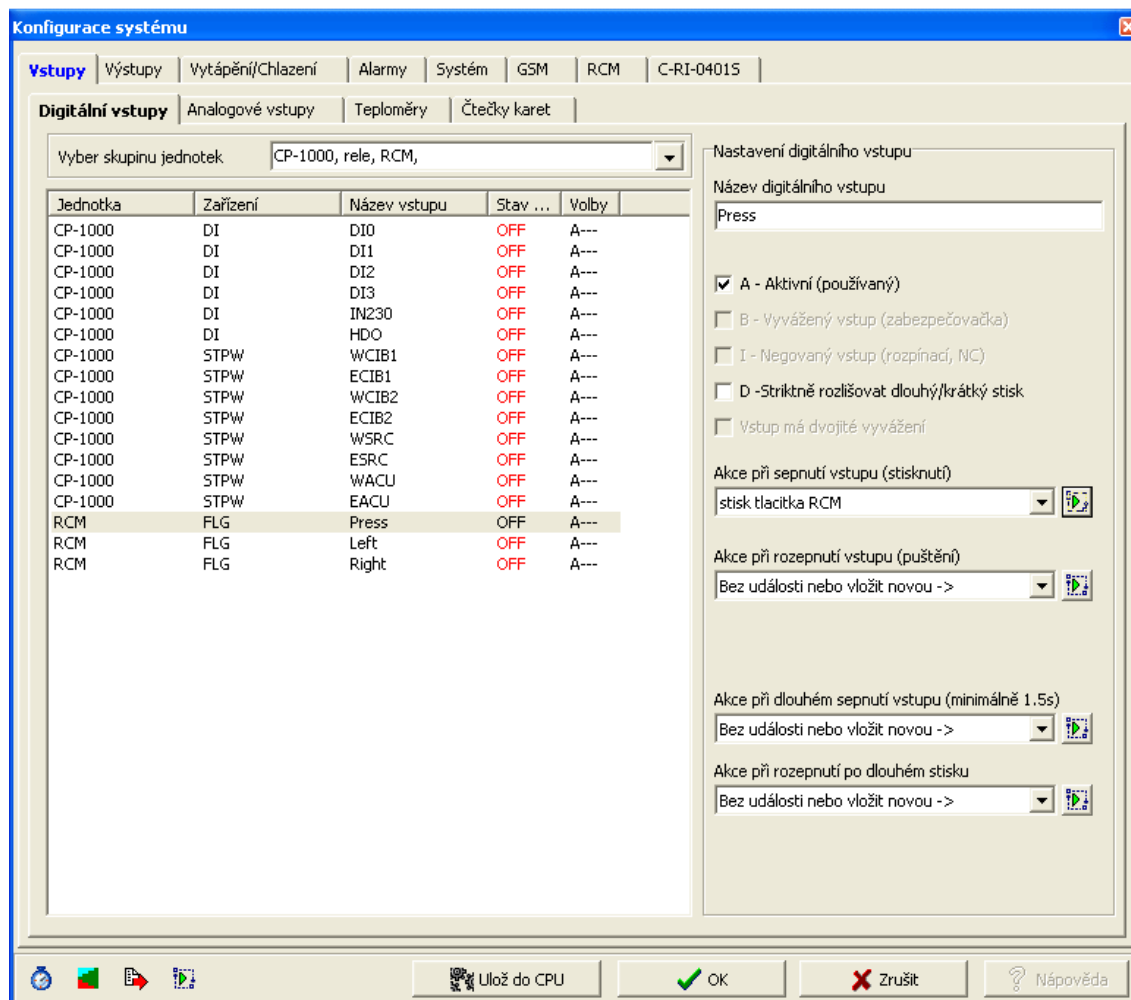 Konfigurace systému
Vstupy Výstupy Vytápění/Chlazení Alarmy Systém GSM RCM C-RI-0401S
Digitální vstupy Analogové vstupy Teploměry Čtečky karet
Vyber skupinu jednotek CP-1000, rele, RCM,
Jednotka Zařízení Název vstupu Stav ... Volby
CP-1000 DI DI0 OFF A---
CP-1000 DI DI1 OFF A---
CP-1000 DI DI2 OFF A---
CP-1000 DI DI3 OFF A---
CP-1000 DI IN230 OFF A---
CP-1000 DI HDO OFF A---
CP-1000 STPW WCIB1 OFF A---
CP-1000 STPW ECIB1 OFF A---
CP-1000 STPW WCIB2 OFF A---
CP-1000 STPW ECIB2 OFF A---
CP-1000 STPW WSRC OFF A---
CP-1000 STPW ESRC OFF A---
CP-1000 STPW WACU OFF A---
CP-1000 STPW EACU OFF A---
RCM FLG Press OFF A---
RCM FLG Left OFF A---
RCM FLG Right OFF A---
Nastavení digitálního vstupu
Název digitálního vstupu
Press
A - Aktivní (používaný)
B - Vyvážený vstup (zabezpečovačka)
I - Negovaný vstup (rozpínací, NC)
D -Striktně rozlišovat dlouhý/krátký stisk
Vstup má dvojité vyvážení
Akce při sepnutí vstupu (stisknutí)
stisk tlacitka RCM
Akce při rozepnutí vstupu (puštění)
Bez události nebo vložit novou ->
Akce při dlouhém sepnutí vstupu (minimálně 1.5s)
Bez události nebo vložit novou ->
Akce při rozepnutí po dlouhém stisku
Bez události nebo vložit novou ->
Ulož do CPU OK Zrušit Nápověda